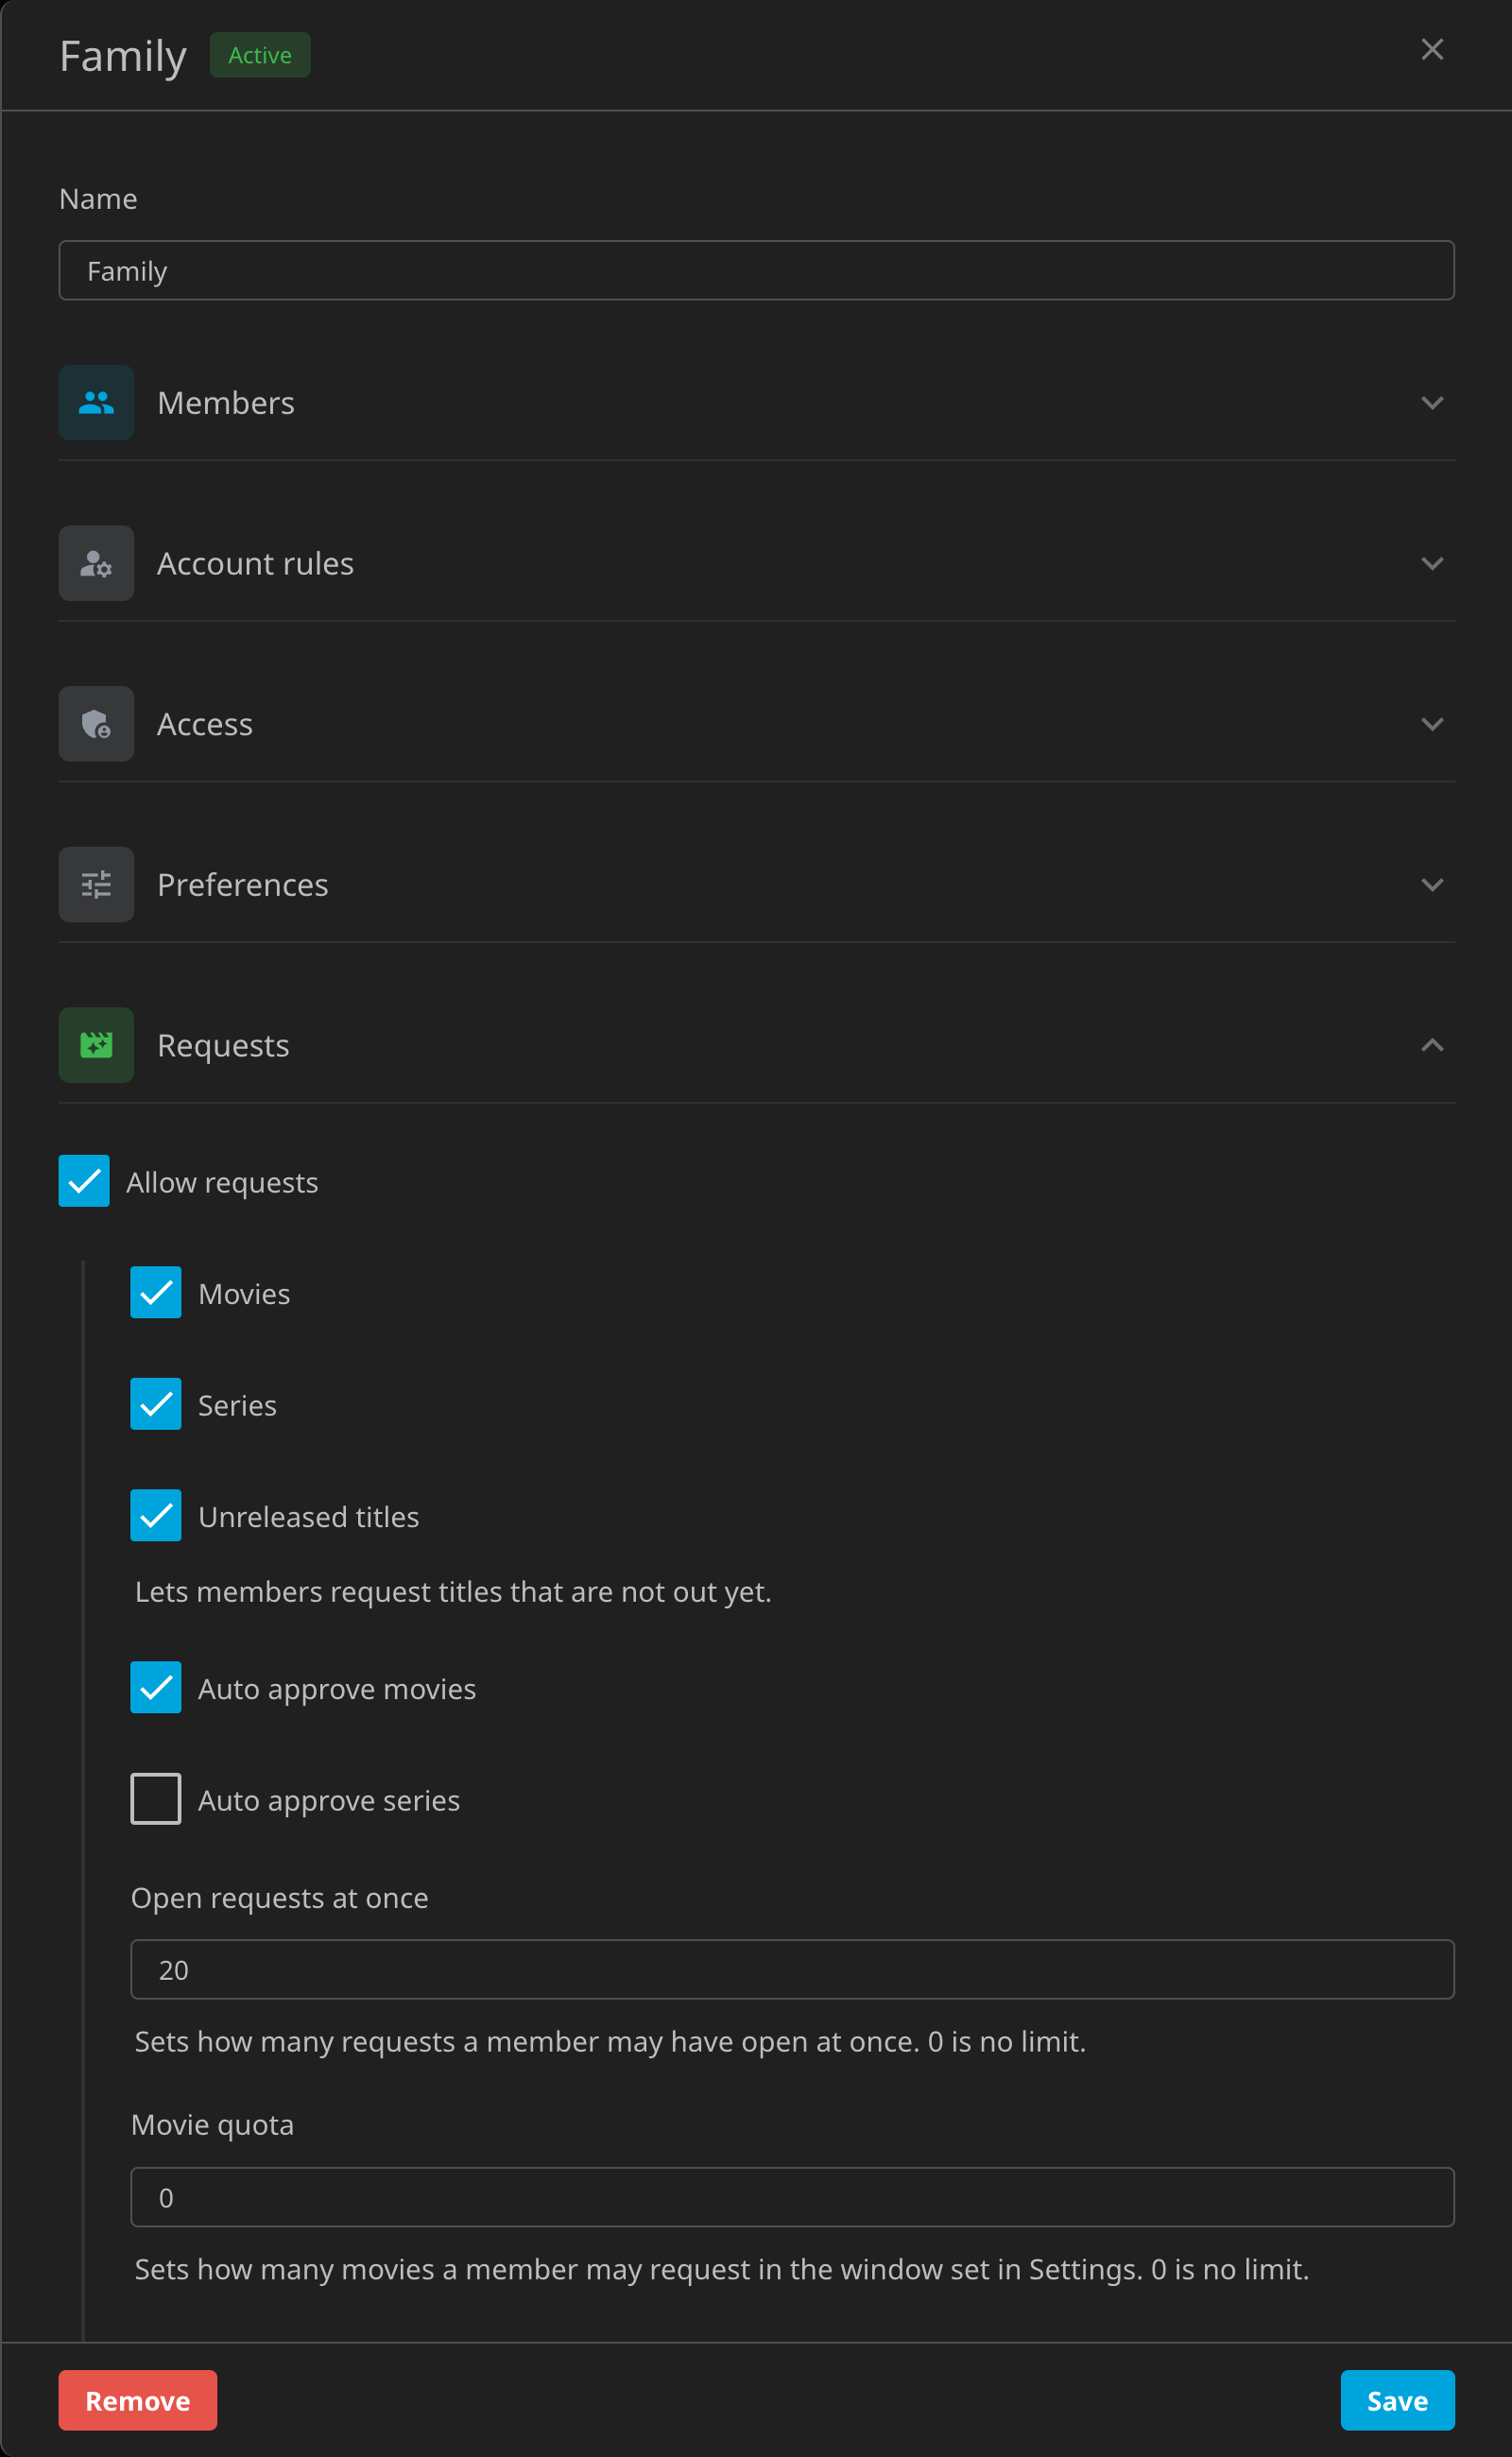 Family
Active
Name
Family
Members
Account rules
Access
Preferences
Requests
Allow requests
Movies
Series
Unreleased titles
Lets members request titles that are not out yet.
Auto approve movies
Auto approve series
Open requests at once
20
Sets how many requests a member may have open at once. 0 is no limit.
Movie quota
0
Sets how many movies a member may request in the window set in Settings. 0 is no limit.
Remove
Save